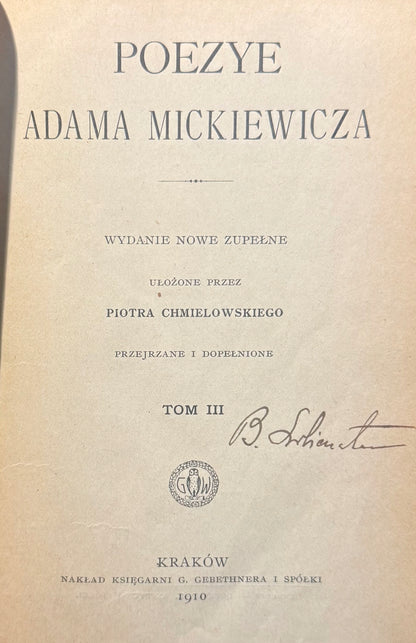 POEZYE
ADAMA MICKIEWICZA
WYDANIE NOWE ZUPEŁNE
UŁOŻONE PRZEZ
PIOTRA CHMIELOWSKIEGO
PRZEJRZANE I DOPEŁNIONE
TOM III
B.
G W
KRAKÓW
NAKŁAD KSIĘGARNI G. GEBETHNERA I SPÓŁKI
1910